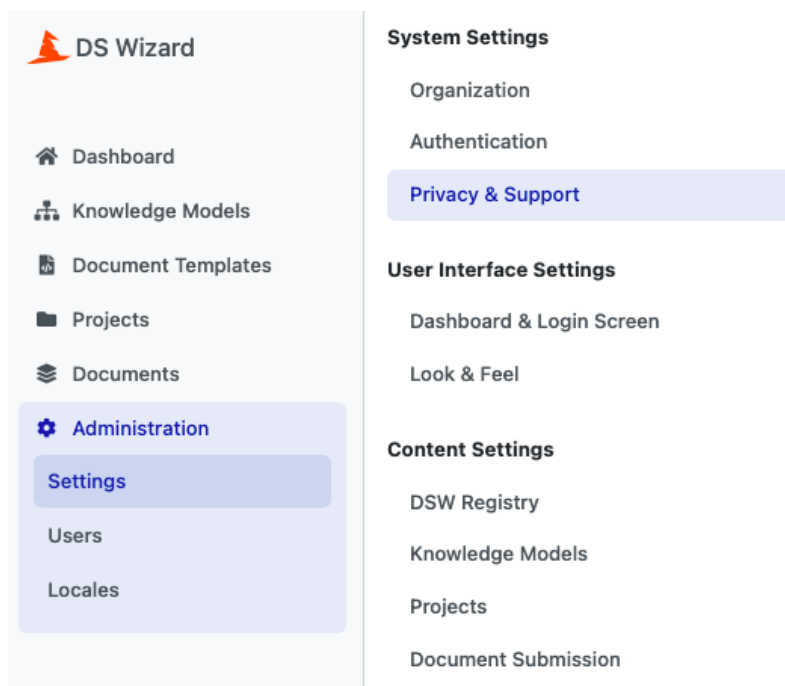 DS Wizard
Dashboard
Knowledge Models
Document Templates
Projects
Documents
Administration
Settings
Users
Locales
System Settings
Organization
Authentication
Privacy & Support
User Interface Settings
Dashboard & Login Screen
Look & Feel
Content Settings
DSW Registry
Knowledge Models
Projects
Document Submission